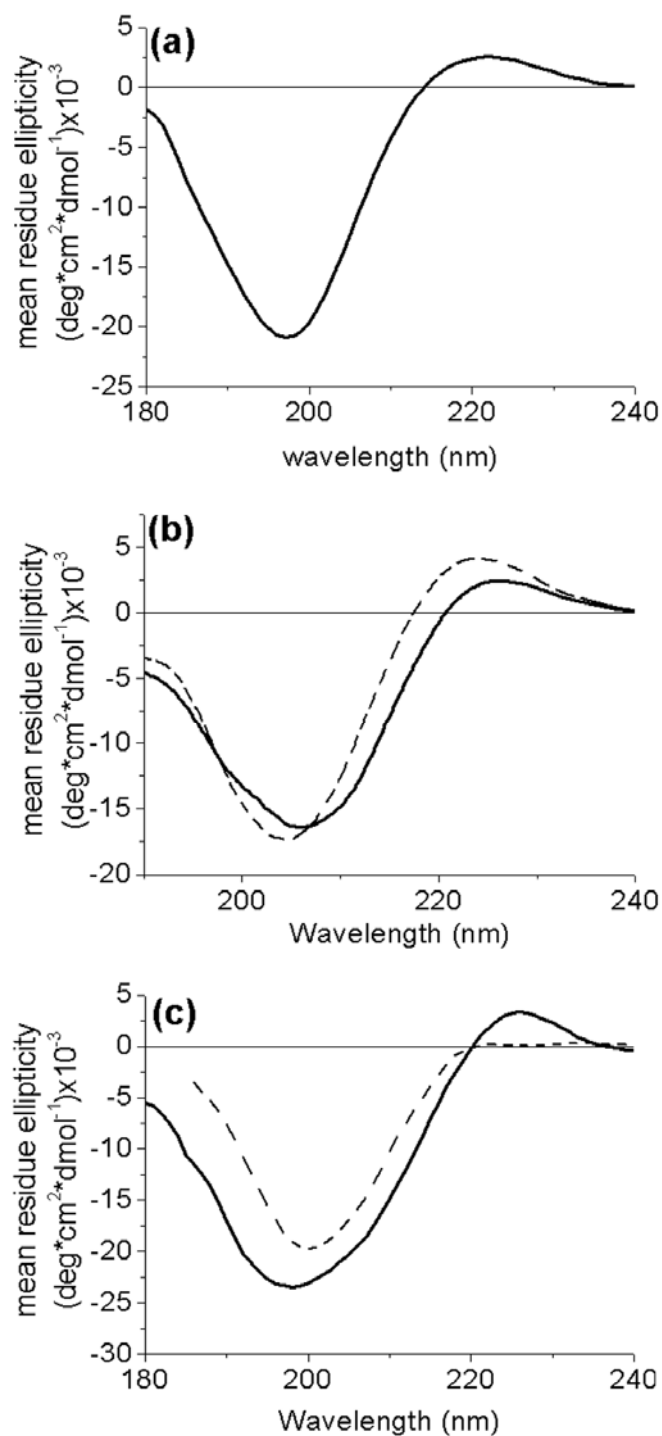 (a)
mean residue ellipticity
(deg*cm²*dmol⁻¹)x10⁻³
5
0
-5
-10
-15
-20
-25
180 200 220 240
wavelength (nm)
(b)
mean residue ellipticity
(deg*cm²*dmol⁻¹)x10⁻³
5
0
-5
-10
-15
-20
200 220 240
Wavelength (nm)
(c)
mean residue ellipticity
(deg*cm²*dmol⁻¹)x10⁻³
5
0
-5
-10
-15
-20
-25
-30
180 200 220 240
Wavelength (nm)